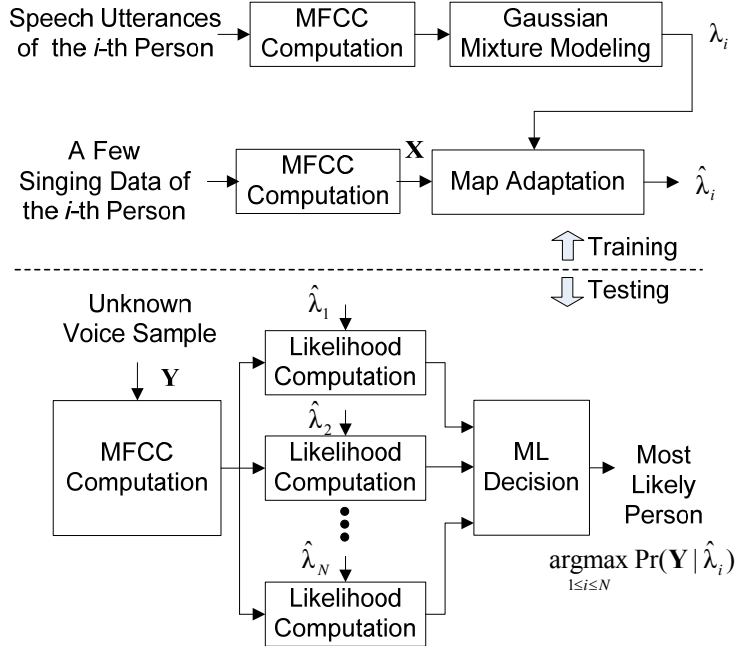 Speech Utterances
of the i-th Person
MFCC
Computation
Gaussian
Mixture Modeling
λi
A Few
Singing Data of
the i-th Person
MFCC
Computation
X
Map Adaptation
λ̂i
Training
Testing
Unknown
Voice Sample
Y
MFCC
Computation
λ̂1
Likelihood
Computation
λ̂2
Likelihood
Computation
λ̂N
Likelihood
Computation
ML
Decision
Most
Likely
Person
argmax Pr(Y | λ̂i)
1≤i≤N